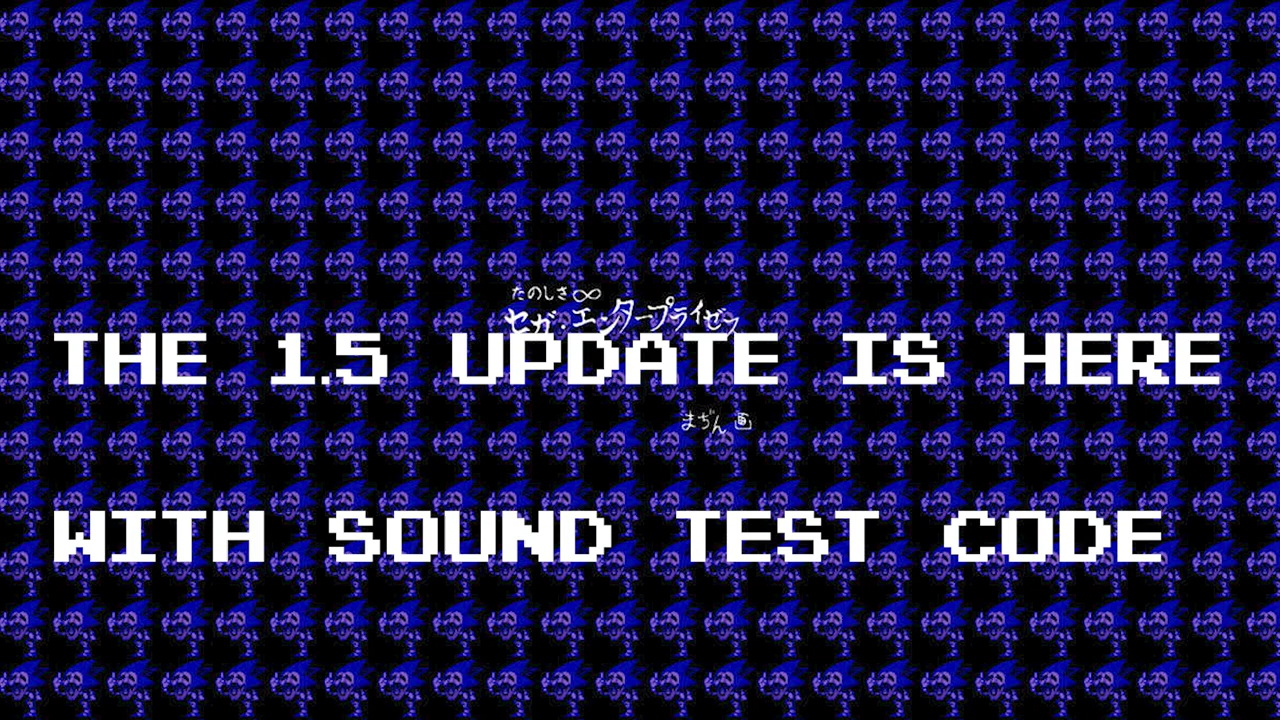 たのしさ∞
セガ・エンタープライゼス
THE 1.5 UPDATE IS HERE
まぢん 画
WITH SOUND TEST CODE